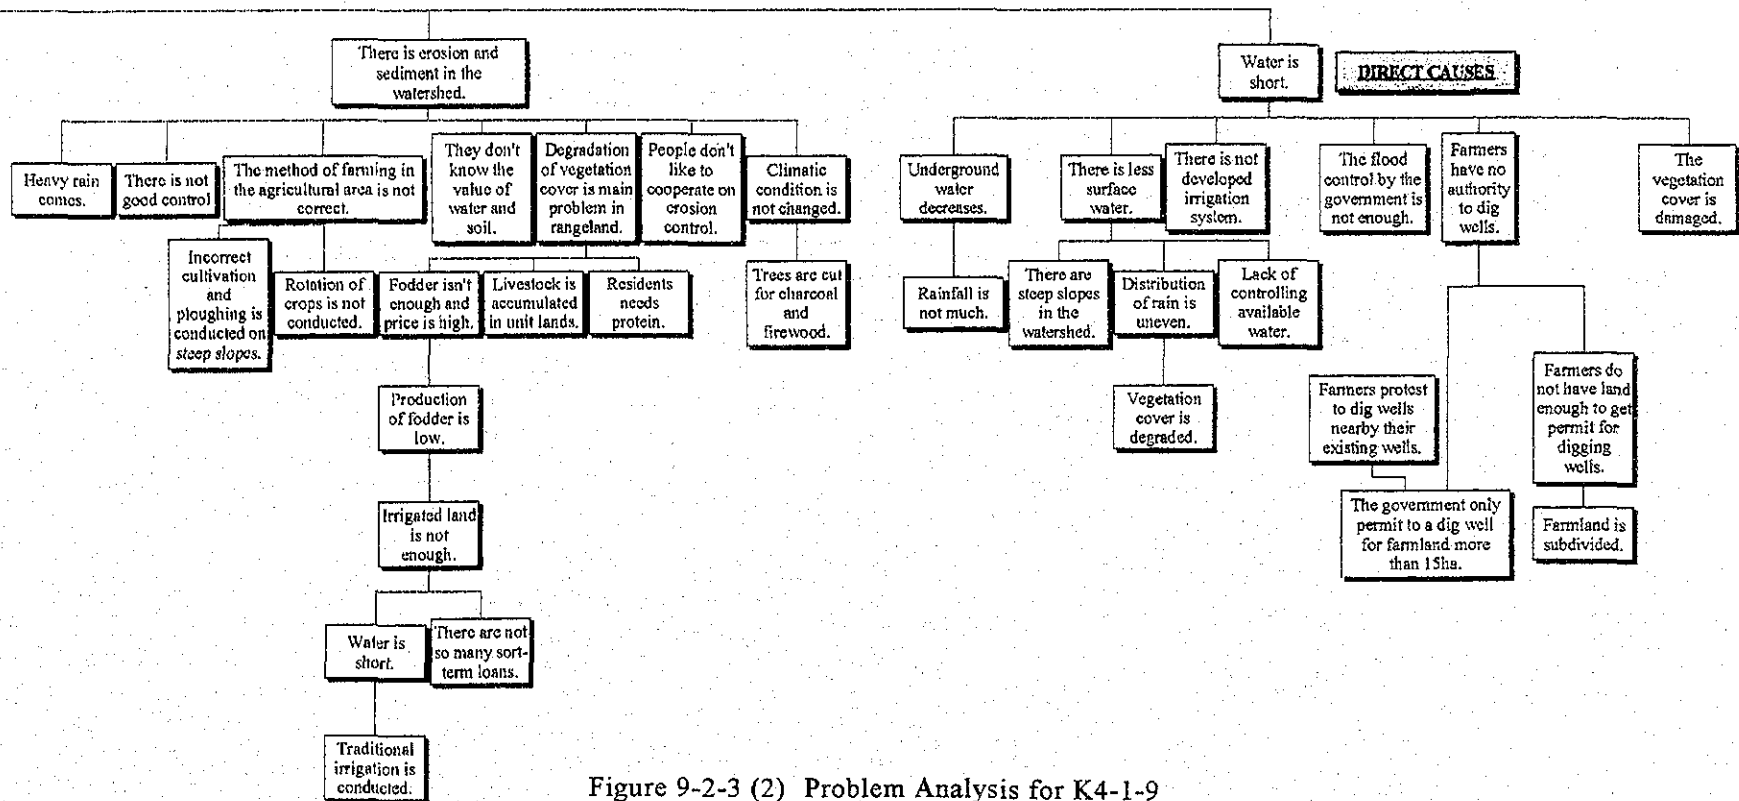 There is erosion and
sediment in the
watershed.
Water is
short.
DIRECT CAUSES
Heavy rain
comes.
There is not
good control
The method of farming in
the agricultural area is not
correct.
They don't
know the
value of
water and
soil.
Degradation
of vegetation
cover is main
problem in
rangeland.
People don't
like to
cooperate on
erosion
control.
Climatic
condition is
not changed.
Underground
water
decreases.
There is less
surface
water.
There is not
developed
irrigation
system.
The flood
control by the
government is
not enough.
Farmers
have no
authority
to dig
wells.
The
vegetation
cover is
damaged.
Incorrect
cultivation
and
ploughing is
conducted on
steep slopes.
Rotation of
crops is not
conducted.
Fodder isn't
enough and
price is high.
Livestock is
accumulated
in unit lands.
Residents
needs
protein.
Trees are cut
for charcoal
and
firewood.
Rainfall is
not much.
There are
steep slopes
in the
watershed.
Distribution
of rain is
uneven.
Lack of
controlling
available
water.
Production
of fodder is
low.
Vegetation
cover is
degraded.
Farmers protest
to dig wells
nearby their
existing wells.
Farmers do
not have land
enough to get
permit for
digging
wells.
Irrigated land
is not
enough.
The government only
permit to a dig well
for farmland more
than 15ha.
Farmland is
subdivided.
Water is
short.
There are not
so many sort-
term loans.
Traditional
irrigation is
conducted.
Figure 9-2-3 (2) Problem Analysis for K4-1-9